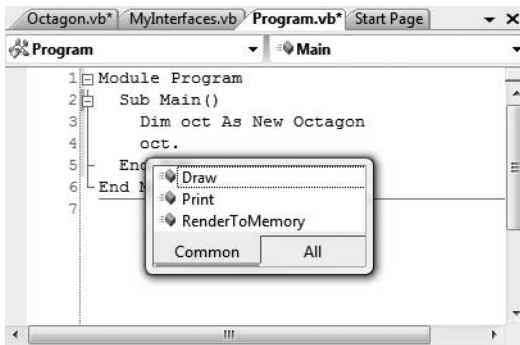 Octagon.vb* MyInterfaces.vb Program.vb* Start Page
Program Main
1 Module Program
2 Sub Main()
3 Dim oct As New Octagon
4 oct.
5 En
6 End
7
Draw
Print
RenderToMemory
Common All